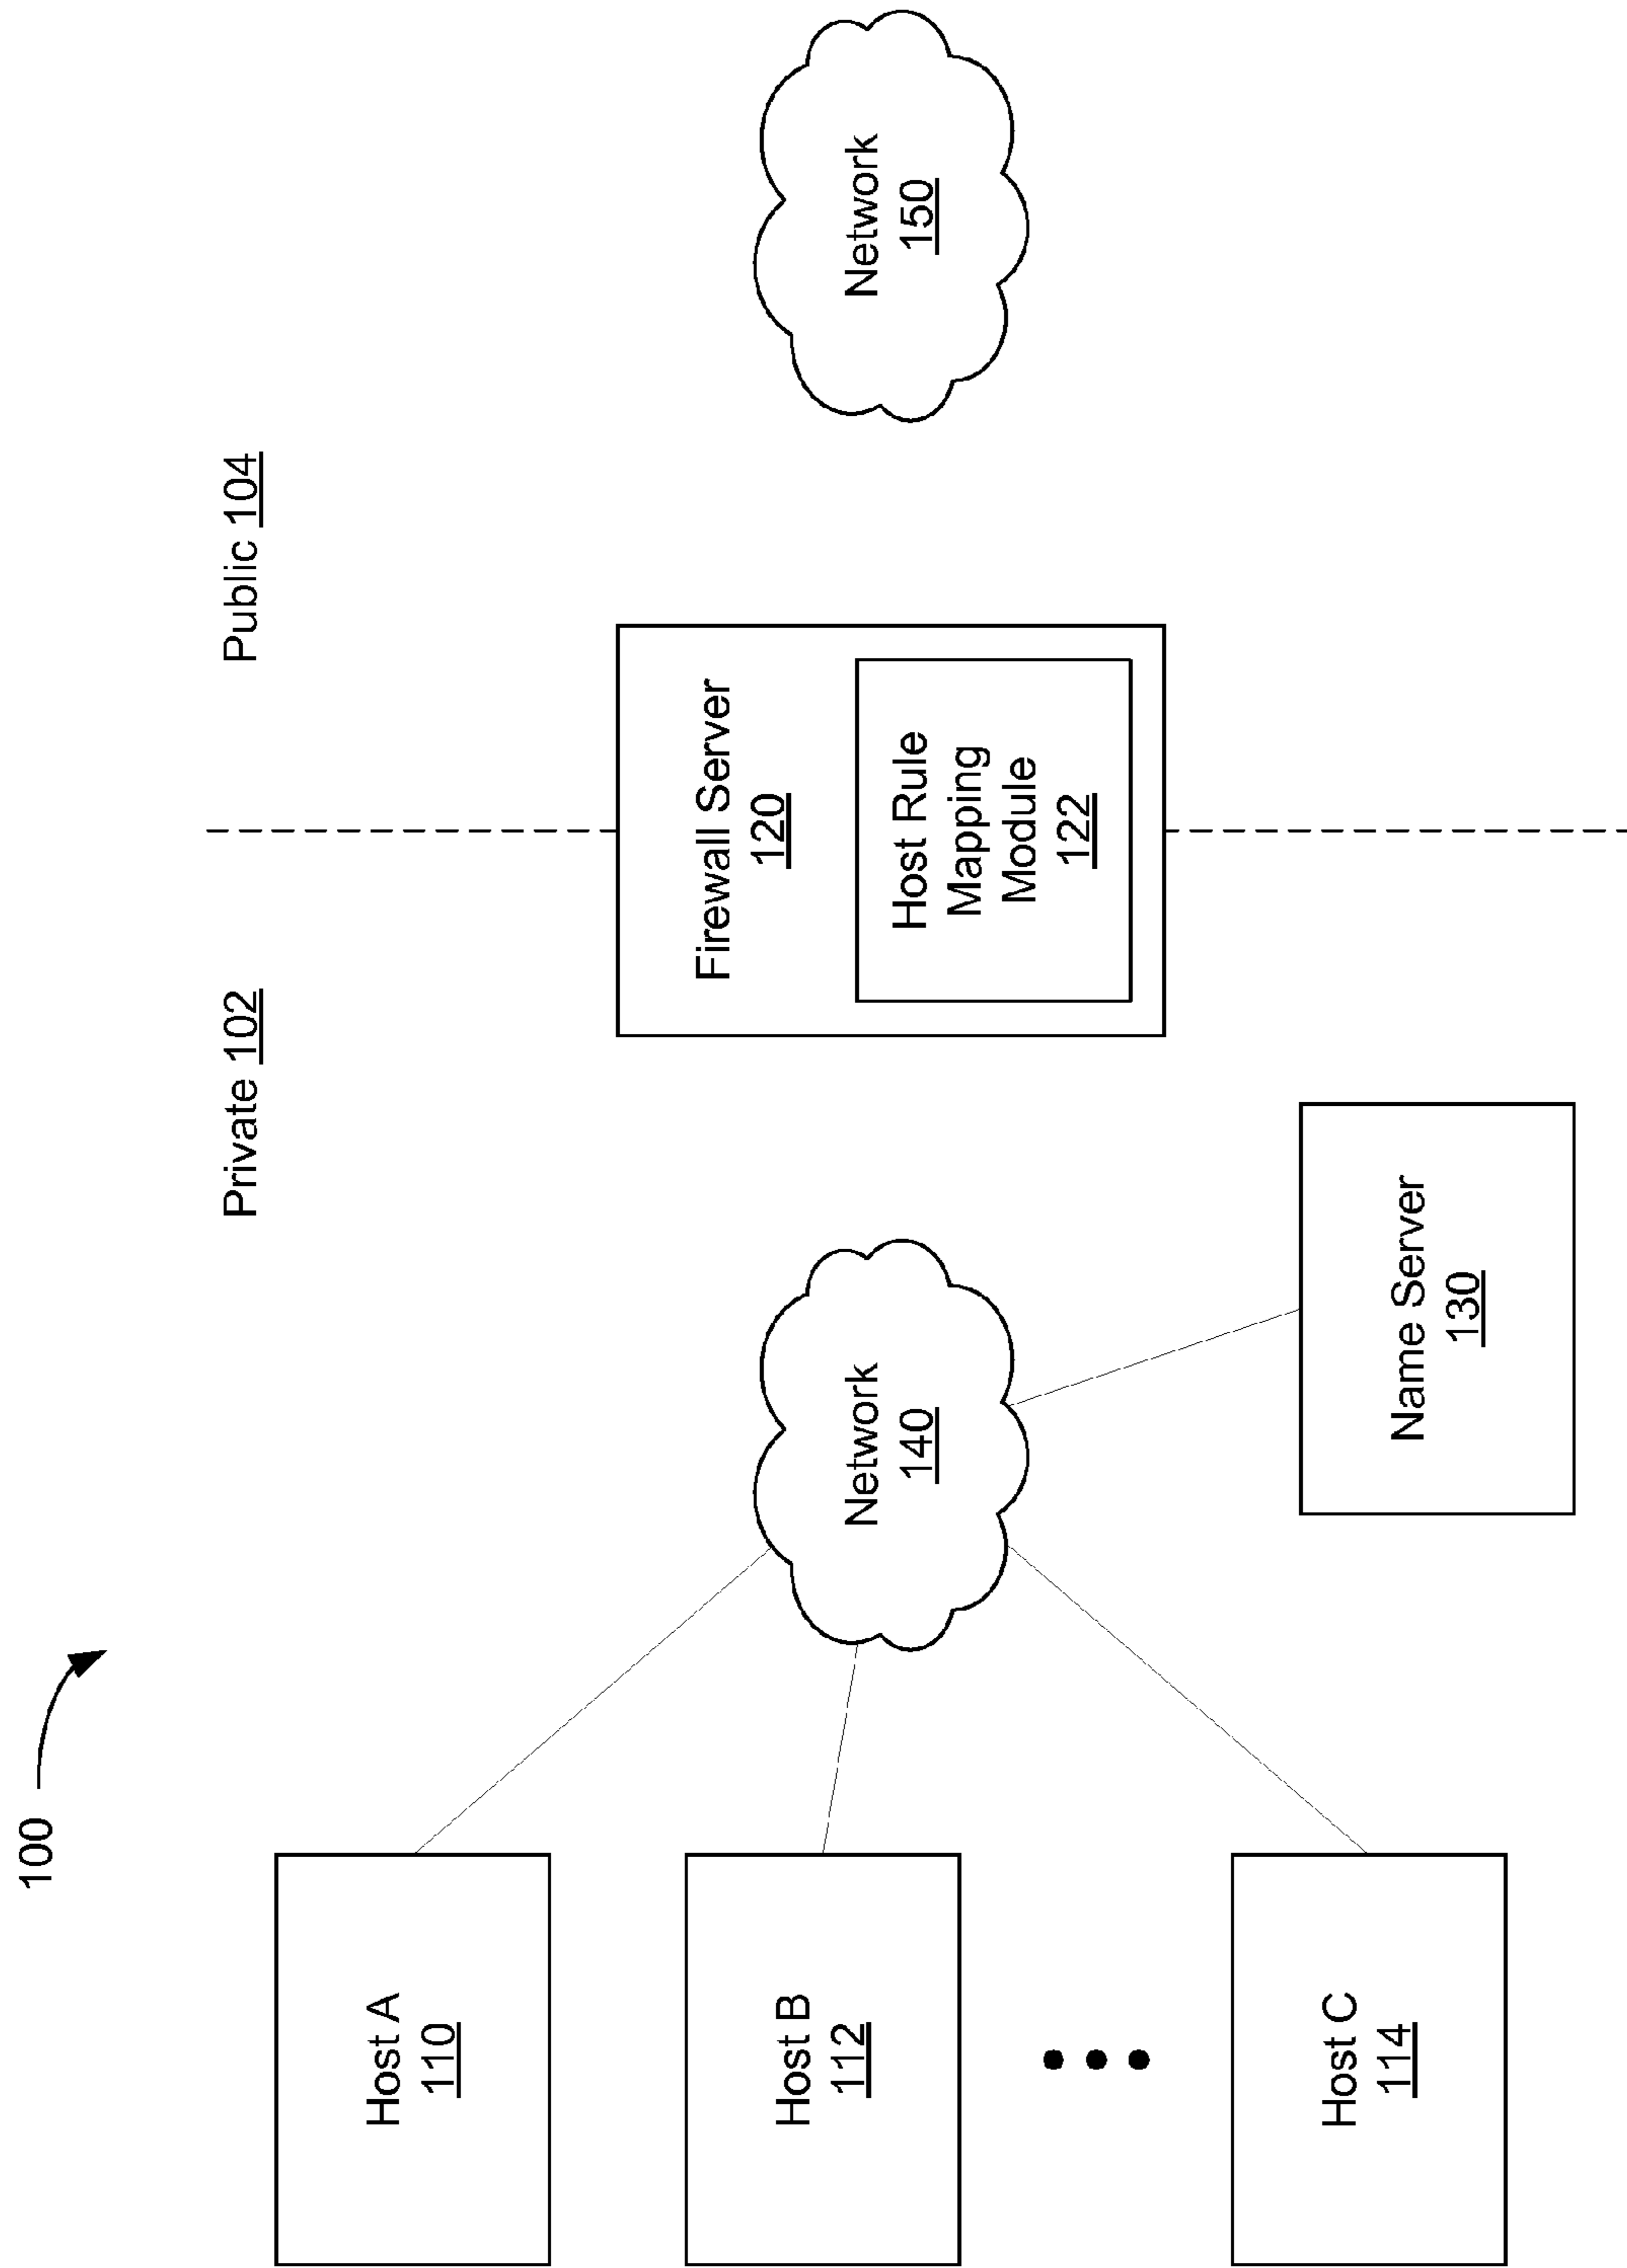 100
Private 102
Public 104
Host A
110
Host B
112
Host C
114
Network
140
Name Server
130
Firewall Server
120
Host Rule
Mapping
Module
122
Network
150